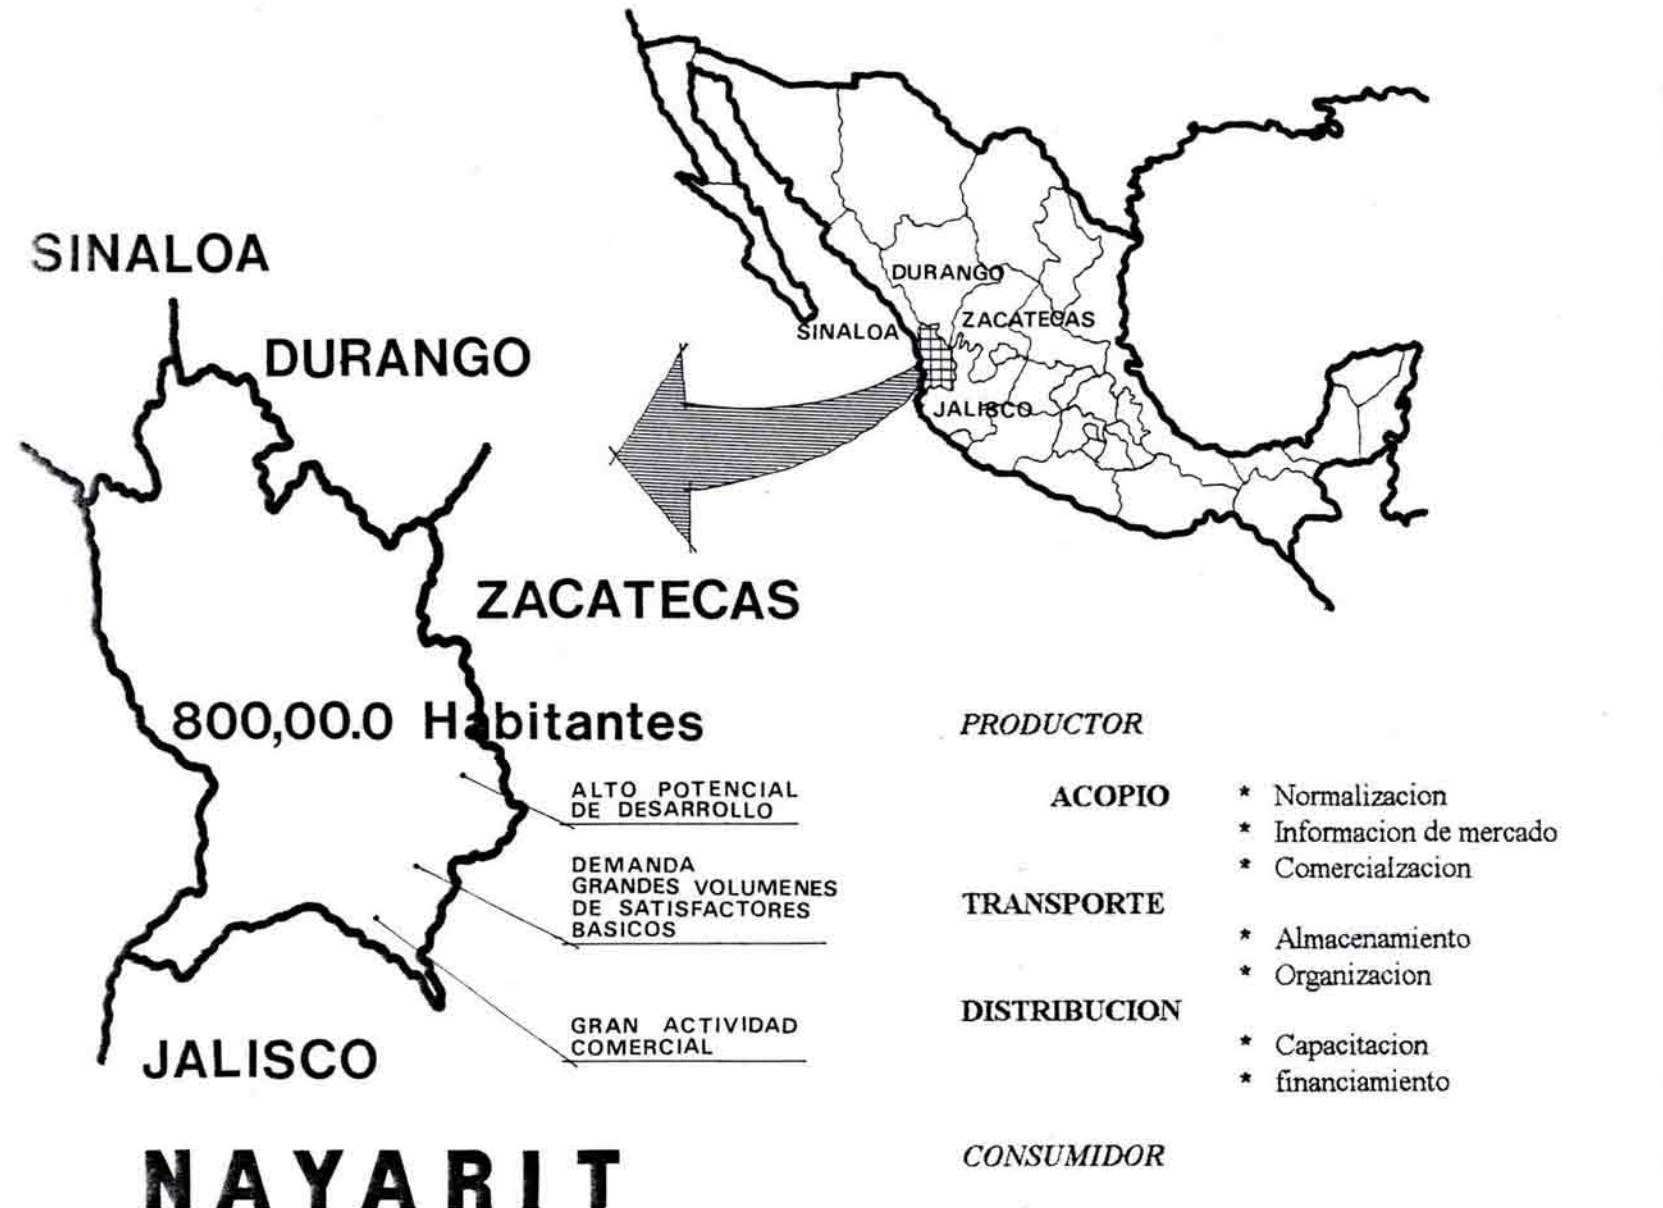 DURANGO
SINALOA
ZACATECAS
JALISCO
SINALOA
DURANGO
ZACATECAS
800,00.0 Habitantes
ALTO POTENCIAL
DE DESARROLLO
DEMANDA
GRANDES VOLUMENES
DE SATISFACTORES
BASICOS
GRAN ACTIVIDAD
COMERCIAL
JALISCO
NAYARIT
PRODUCTOR
ACOPIO
* Normalizacion
* Informacion de mercado
* Comercialzacion
TRANSPORTE
* Almacenamiento
* Organizacion
DISTRIBUCION
* Capacitacion
* financiamiento
CONSUMIDOR